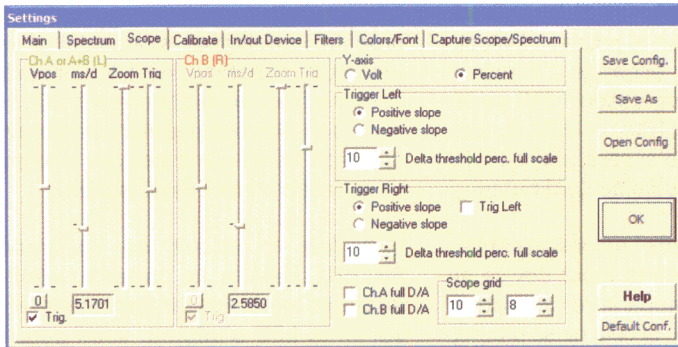 Settings
Main Spectrum Scope Calibrate In/out Device Filters Colors/Font Capture Scope/Spectrum
Ch A or A+B (L)
Vpos ms/d Zoom Trig
0
5.1701
Trig.
Ch B (R)
Vpos ms/d Zoom Trig
0
2.5850
Trig
Y-axis
Volt Percent
Trigger Left
Positive slope
Negative slope
10 Delta threshold perc. full scale
Trigger Right
Positive slope Trig Left
Negative slope
10 Delta threshold perc. full scale
Ch.A full D/A
Ch.B full D/A
Scope grid
10 8
Save Config.
Save As
Open Config
OK
Help
Default Conf.